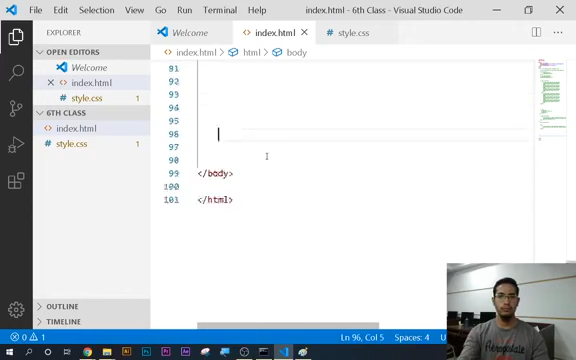 File Edit Selection View Go Run Terminal Help index.html - 6th Class - Visual Studio Code
EXPLORER
Welcome index.html style.css
OPEN EDITORS
Welcome
index.html
style.css 1
6TH CLASS
index.html
style.css 1
OUTLINE
TIMELINE
index.html > html > body
91
92
93
94
95
96
97
98
99 </body>
100
101 </html>
0 1 Ln 96, Col 5 Spaces: 4
Aéropostale